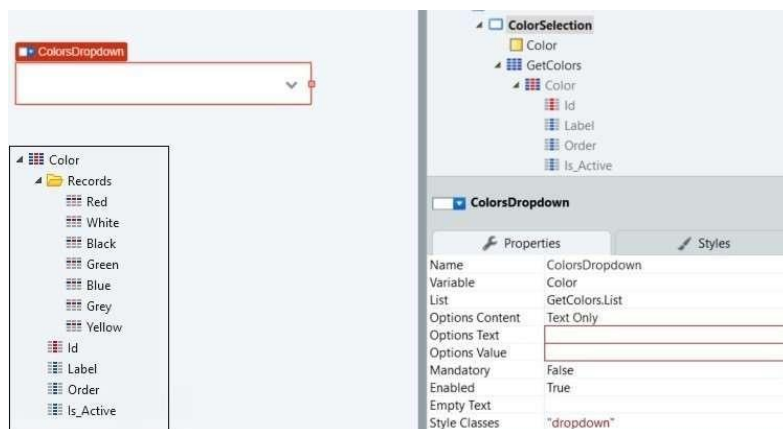 ColorsDropdown
Color
Records
Red
White
Black
Green
Blue
Grey
Yellow
Id
Label
Order
Is_Active
ColorSelection
Color
GetColors
Color
Id
Label
Order
Is_Active
ColorsDropdown
Properties Styles
Name ColorsDropdown
Variable Color
List GetColors.List
Options Content Text Only
Options Text
Options Value
Mandatory False
Enabled True
Empty Text
Style Classes "dropdown"